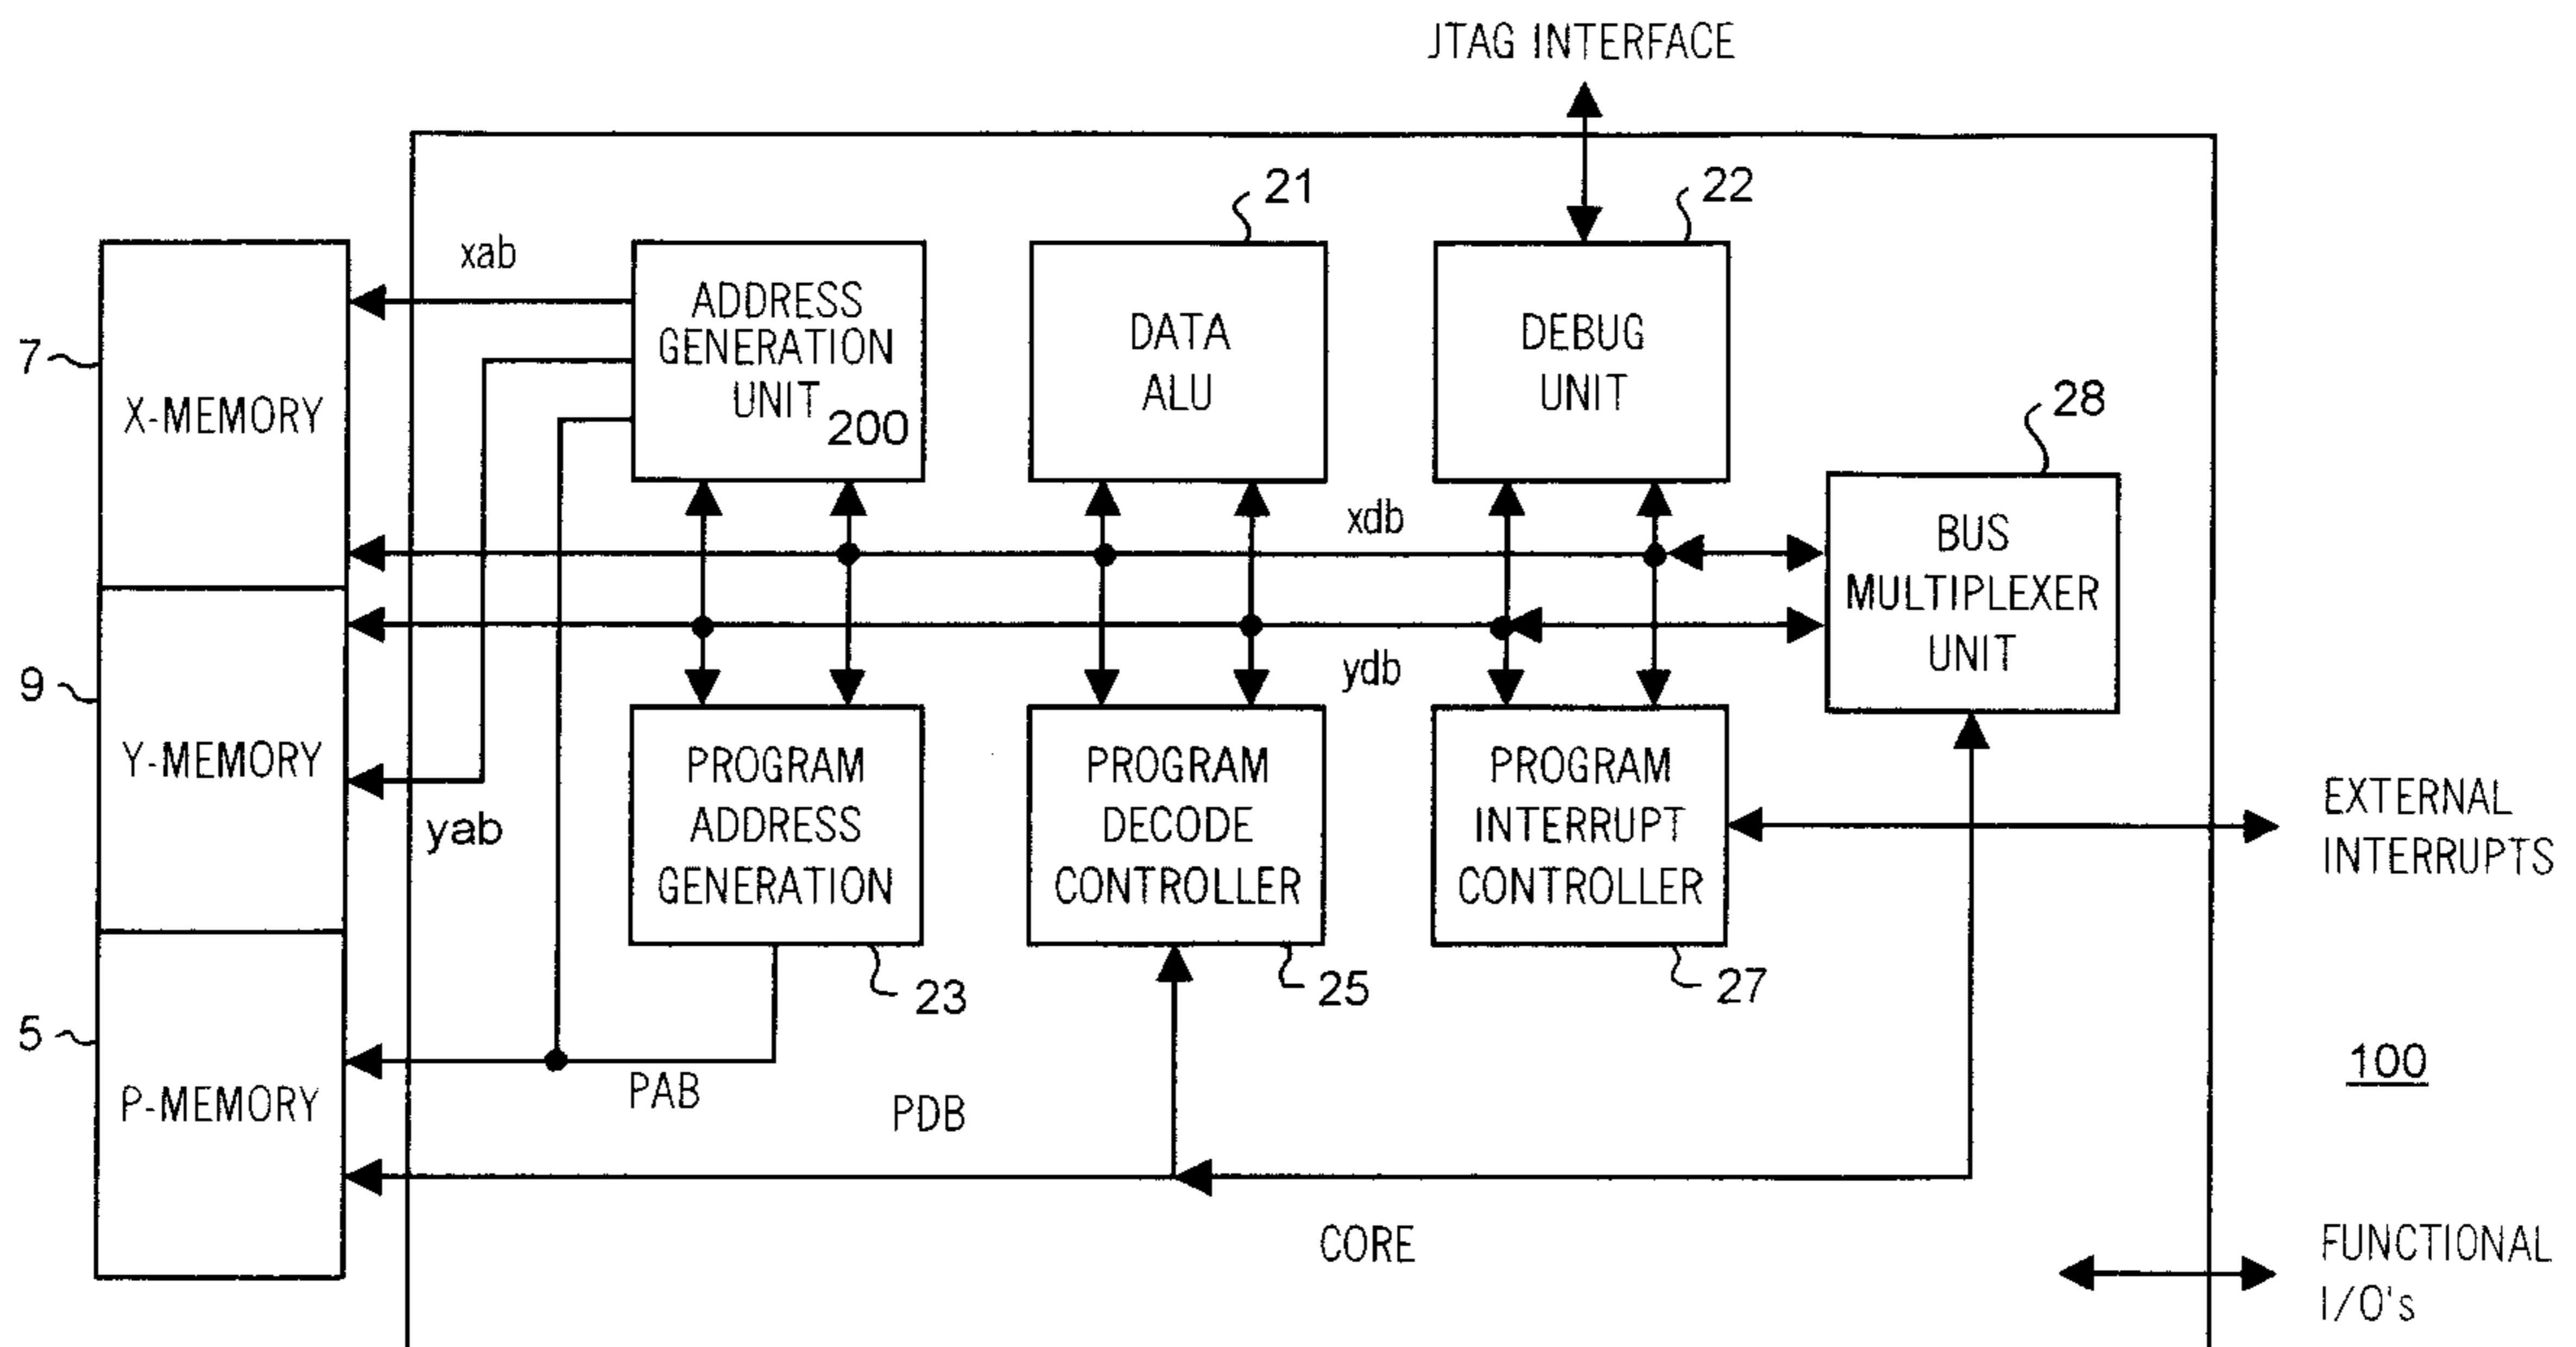 JTAG INTERFACE
21
22
xab
ADDRESS
GENERATION
UNIT
200
DATA
ALU
DEBUG
UNIT
7
X-MEMORY
28
xdb
BUS
MULTIPLEXER
UNIT
ydb
9
Y-MEMORY
yab
PROGRAM
ADDRESS
GENERATION
PROGRAM
DECODE
CONTROLLER
PROGRAM
INTERRUPT
CONTROLLER
EXTERNAL
INTERRUPTS
23
25
27
5
P-MEMORY
PAB
PDB
100
CORE
FUNCTIONAL
I/O's